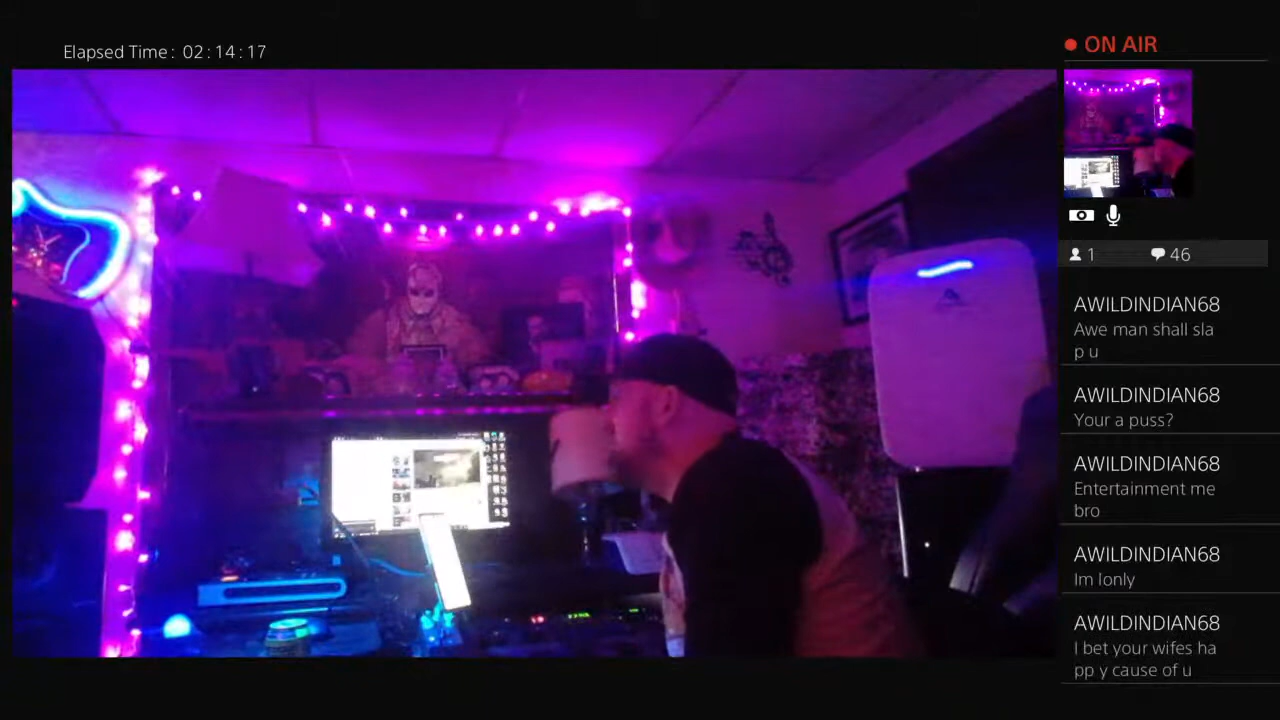 Elapsed Time: 02:14:17
ON AIR
1
46
AWILDINDIAN68
Awe man shall sla
p u
AWILDINDIAN68
Your a puss?
AWILDINDIAN68
Entertainment me
bro
AWILDINDIAN68
Im lonly
AWILDINDIAN68
I bet your wifes ha
pp y cause of u